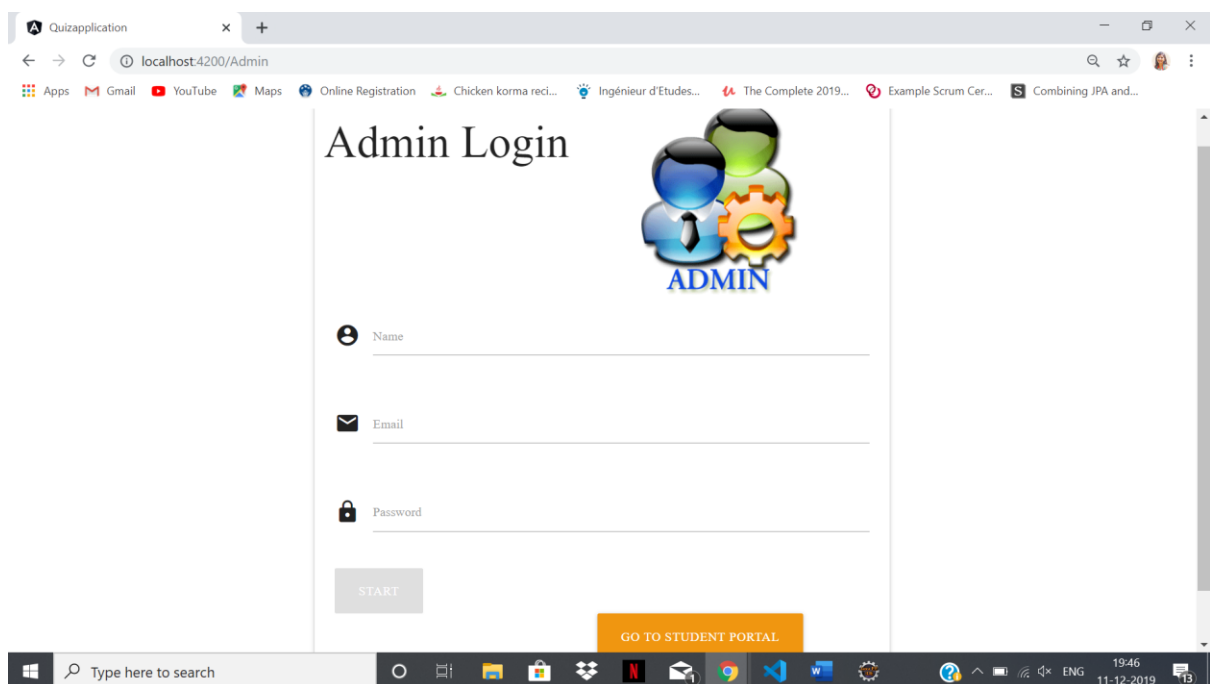 Quizapplication
localhost:4200/Admin
Apps Gmail YouTube Maps Online Registration Chicken korma reci... Ingénieur d'Etudes... The Complete 2019... Example Scrum Cer... S Combining JPA and...
Admin Login
ADMIN
Name
Email
Password
START
GO TO STUDENT PORTAL
Type here to search
ENG
19:46
11-12-2019
13